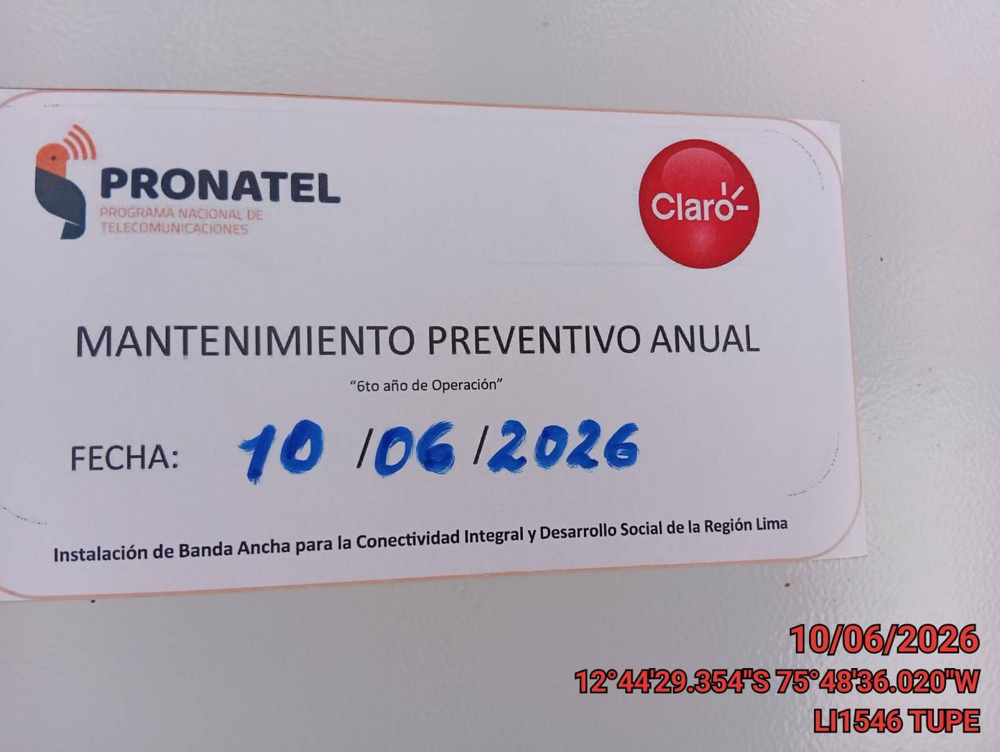 PRONATEL
PROGRAMA NACIONAL DE
TELECOMUNICACIONES
Claro
MANTENIMIENTO PREVENTIVO ANUAL
“6to año de Operación”
FECHA: 10 /06 /2026
Instalación de Banda Ancha para la Conectividad Integral y Desarrollo Social de la Región Lima
10/06/2026
12°44'29.354"S 75°48'36.020"W
LI1546 TUPE